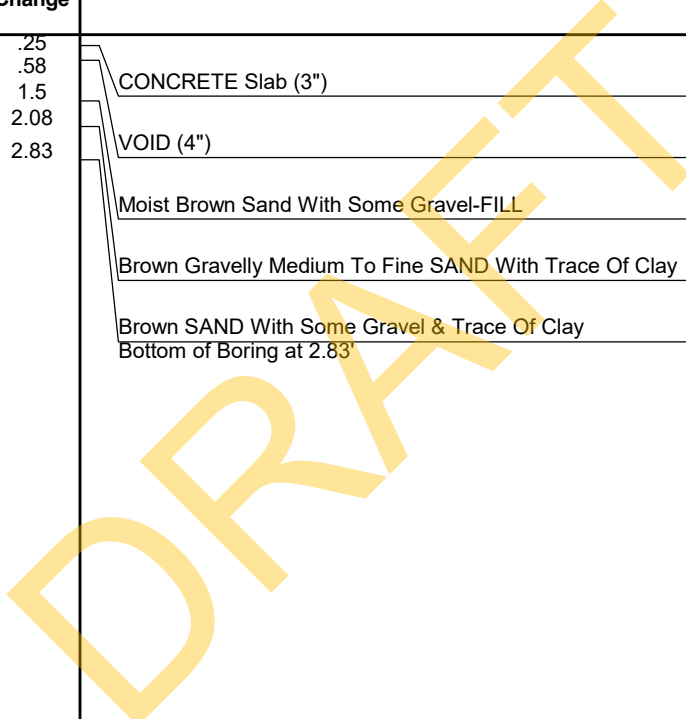 Change
.25
.58
1.5
2.08
2.83
CONCRETE Slab (3")
VOID (4")
Moist Brown Sand With Some Gravel-FILL
Brown Gravelly Medium To Fine SAND With Trace Of Clay
Brown SAND With Some Gravel & Trace Of Clay
Bottom of Boring at 2.83'
DRAFT